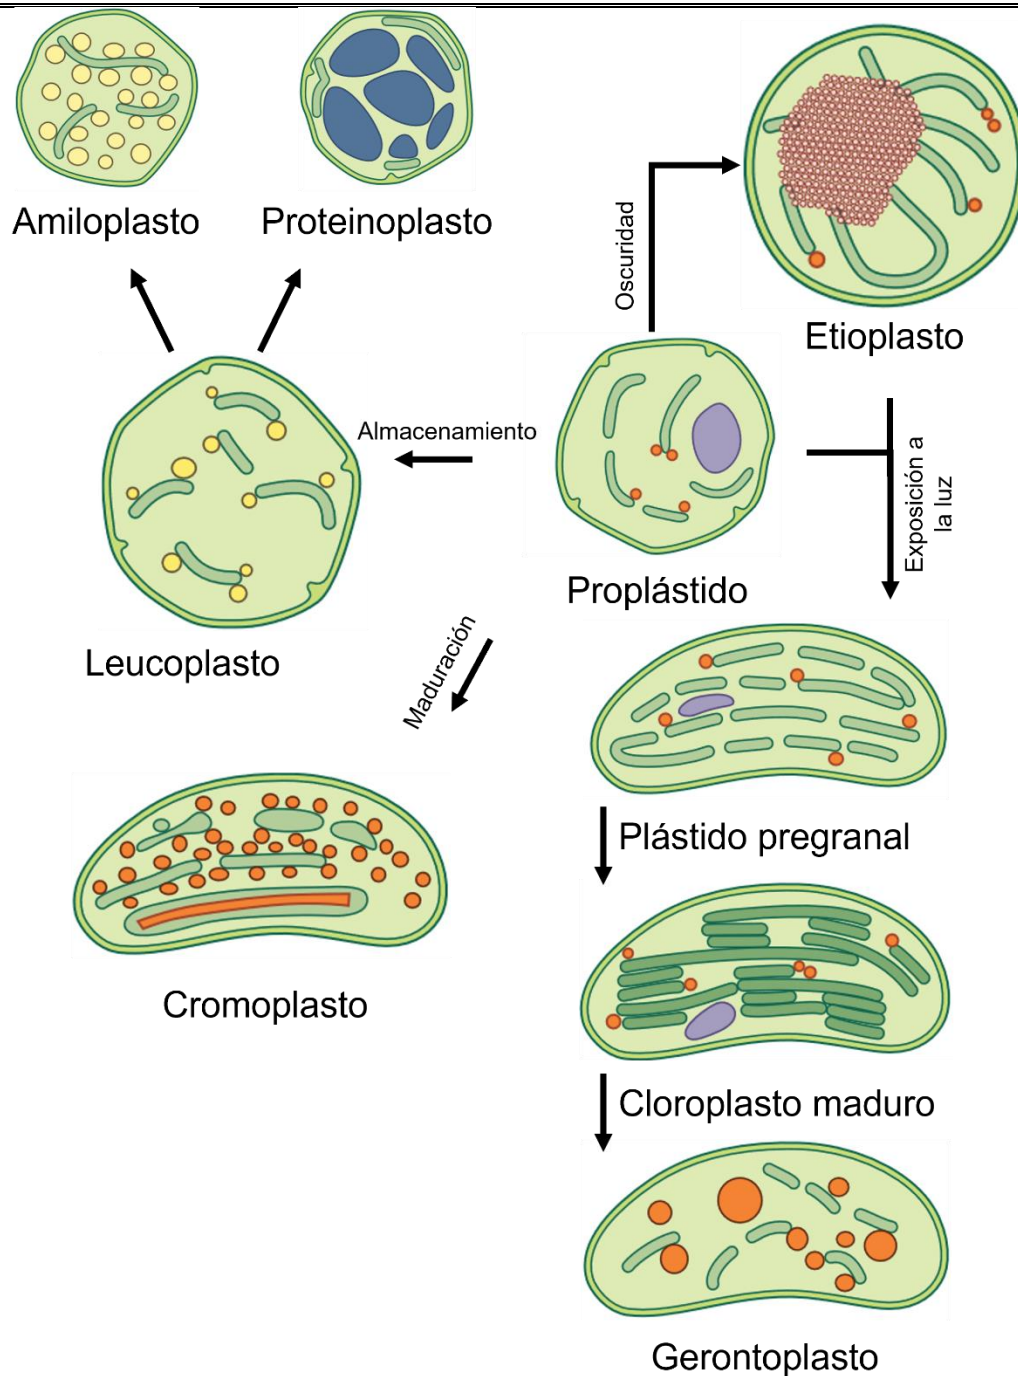 Amiloplasto
Proteinoplasto
Oscuridad
Etioplasto
Almacenamiento
Exposición a
la luz
Proplástido
Leucoplasto
Maduración
Plástido pregranal
Cromoplasto
Cloroplasto maduro
Gerontoplasto